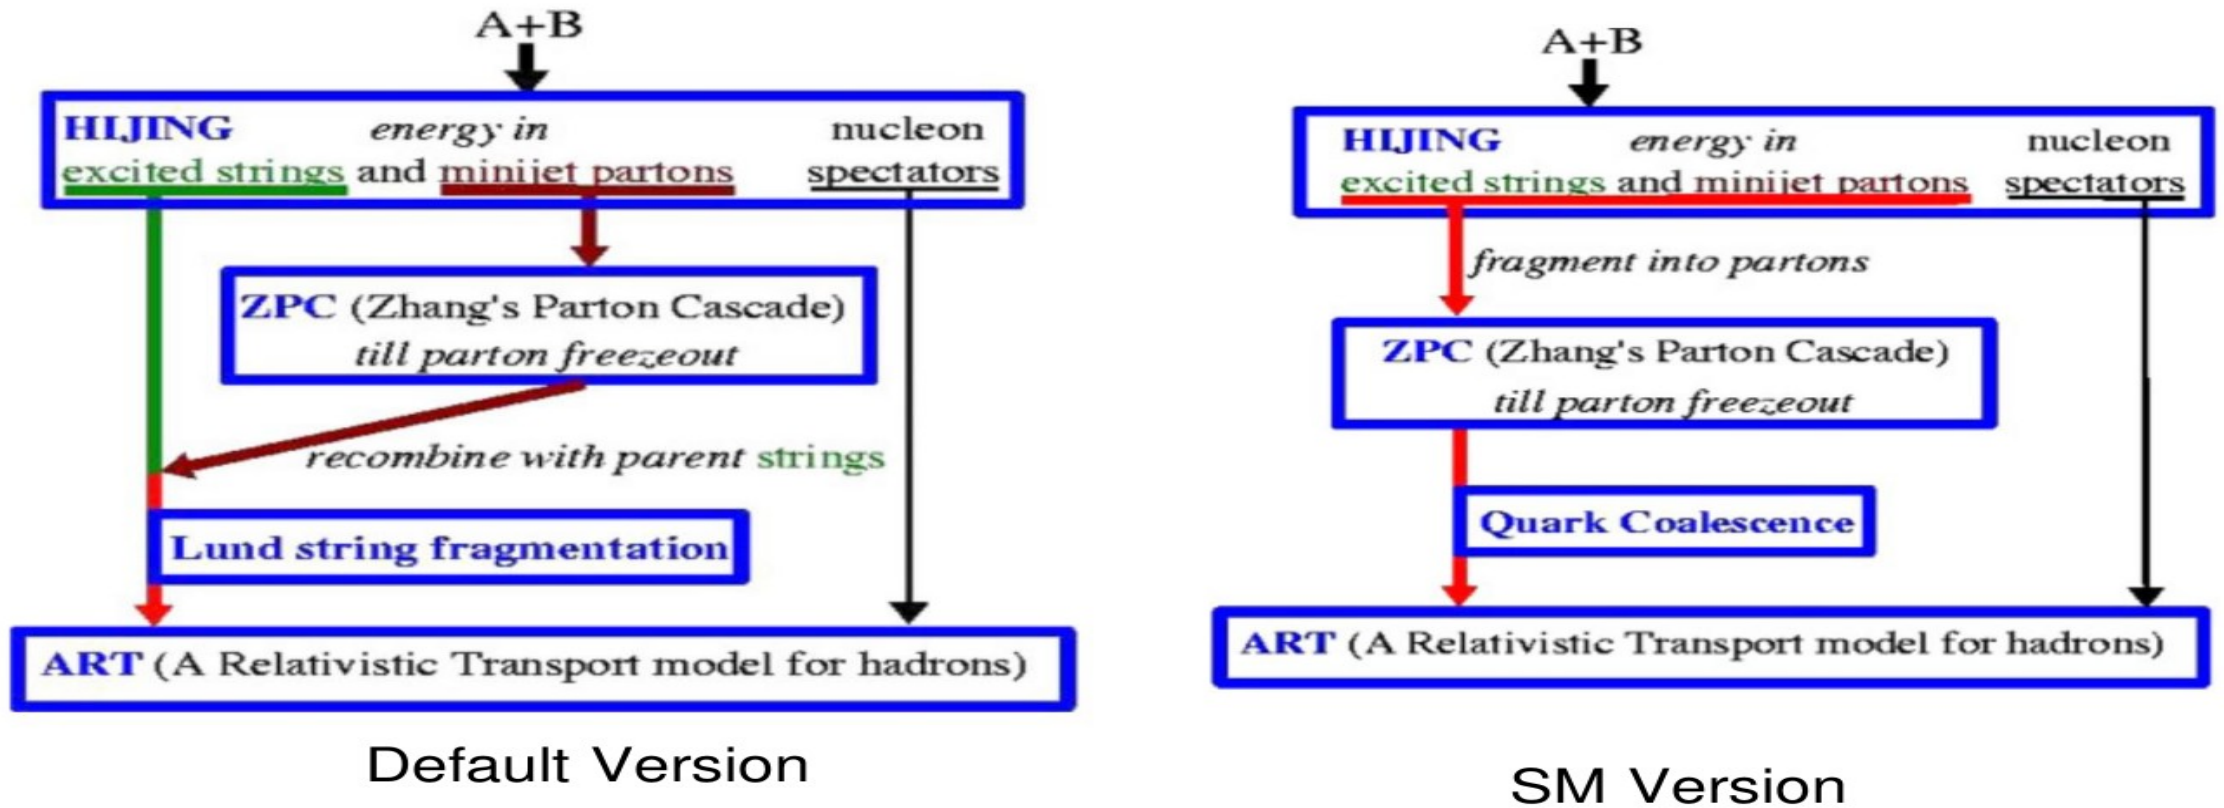 A+B
HIJING energy in nucleon
excited strings and minijet partons spectators
ZPC (Zhang's Parton Cascade)
till parton freezeout
recombine with parent strings
Lund string fragmentation
ART (A Relativistic Transport model for hadrons)
Default Version
A+B
HIJING energy in nucleon
excited strings and minijet partons spectators
fragment into partons
ZPC (Zhang's Parton Cascade)
till parton freezeout
Quark Coalescence
ART (A Relativistic Transport model for hadrons)
SM Version